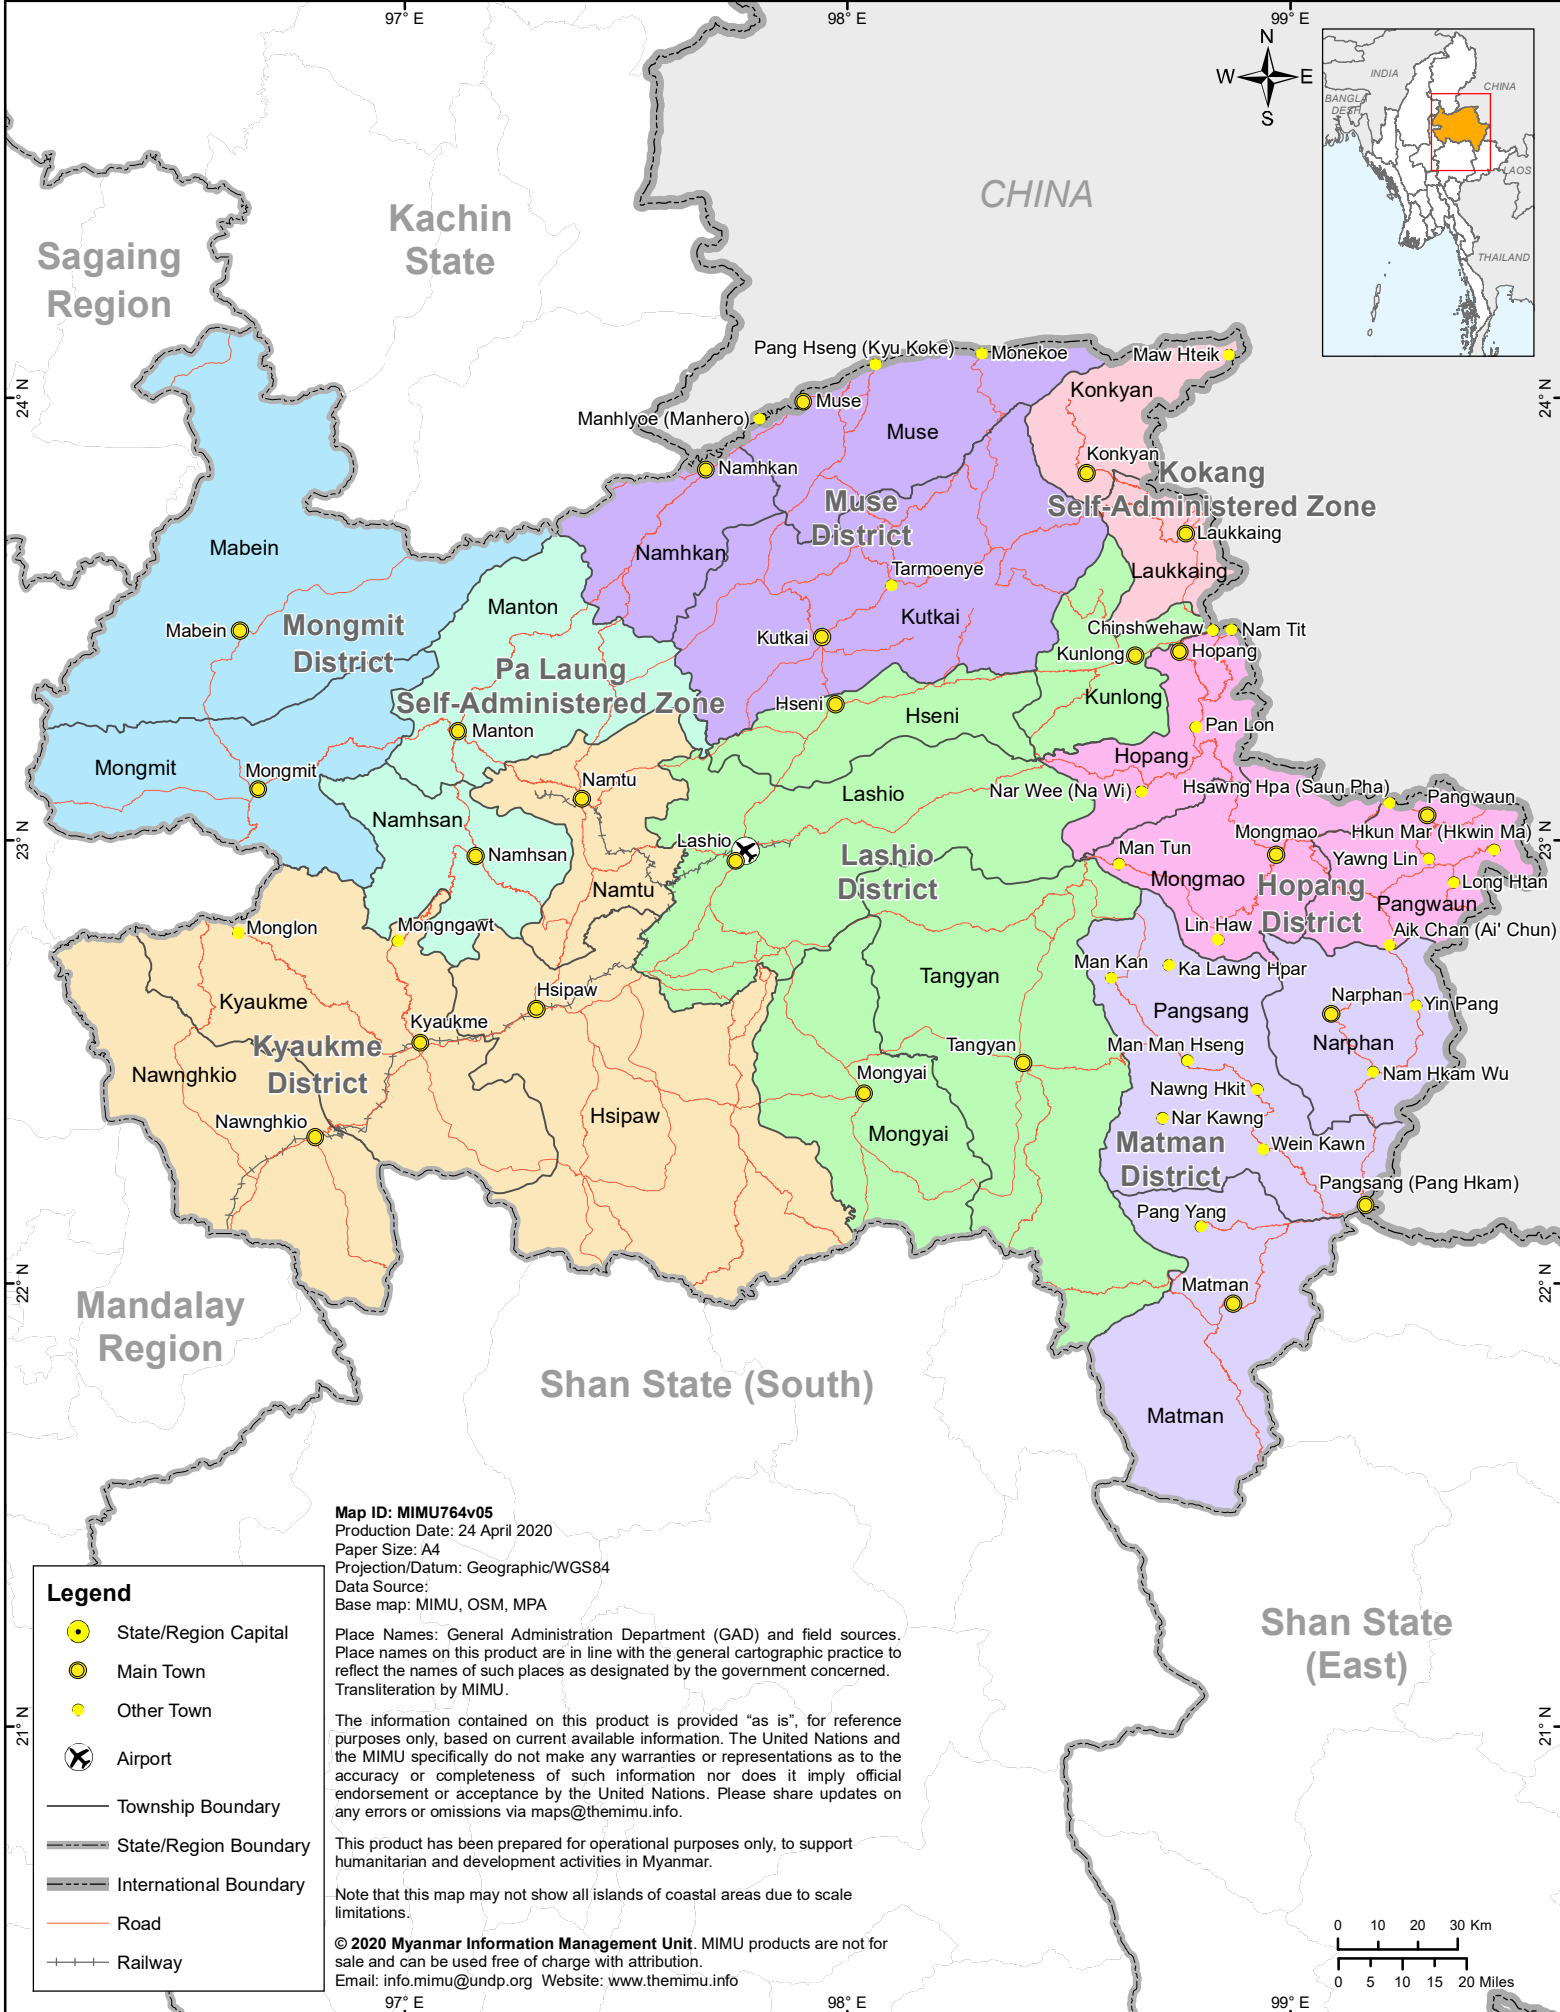 97° E
98° E
99° E
N
W
E
S
INDIA
CHINA
BANGLA
DESH
LAOS
THAILAND
CHINA
Kachin
State
Sagaing
Region
24° N
24° N
Pang Hseng (Kyu Koke)
Monekoe
Maw Hteik
Konkyan
Muse
Manhlyoe (Manhero)
Muse
Konkyan
Namhkan
Kokang
Self-Administered Zone
Muse
District
Laukkaing
Mabein
Namhkan
Tarmoenye
Laukkaing
Manton
Kutkai
Mabein
Mongmit
District
Kutkai
Chinshwehaw
Nam Tit
Kunlong
Hopang
Pa Laung
Self-Administered Zone
Hseni
Hseni
Kunlong
Manton
Pan Lon
Mongmit
Mongmit
Namtu
Hopang
Nar Wee (Na Wi)
Hsawng Hpa (Saun Pha)
Lashio
Pangwaun
Namhsan
Lashio
Mongmao
Hkun Mar (Hkwin Ma)
23° N
23° N
Namhsan
Man Tun
Yawng Lin
Lashio
District
Mongmao
Hopang
District
Long Htan
Namtu
Pangwaun
Monglon
Mongngawt
Lin Haw
Aik Chan (Ai' Chun)
Man Kan
Ka Lawng Hpar
Tangyan
Hsipaw
Kyaukme
Pangsang
Narphan
Yin Pang
Kyaukme
Kyaukme
District
Tangyan
Man Man Hseng
Narphan
Nawnghkio
Mongyai
Nawng Hkit
Nam Hkam Wu
Nawnghkio
Hsipaw
Nar Kawng
Mongyai
Matman
District
Wein Kawn
Pangsang (Pang Hkam)
Pang Yang
22° N
22° N
Matman
Mandalay
Region
Shan State (South)
Matman
Map ID: MIMU764v05
Production Date: 24 April 2020
Paper Size: A4
Projection/Datum: Geographic/WGS84
Data Source:
Base map: MIMU, OSM, MPA
Place Names: General Administration Department (GAD) and field sources.
Place names on this product are in line with the general cartographic practice to
reflect the names of such places as designated by the government concerned.
Transliteration by MIMU.
The information contained on this product is provided “as is”, for reference
purposes only, based on current available information. The United Nations and
the MIMU specifically do not make any warranties or representations as to the
accuracy or completeness of such information nor does it imply official
endorsement or acceptance by the United Nations. Please share updates on
any errors or omissions via maps@themimu.info.
This product has been prepared for operational purposes only, to support
humanitarian and development activities in Myanmar.
Note that this map may not show all islands of coastal areas due to scale
limitations.
© 2020 Myanmar Information Management Unit. MIMU products are not for
sale and can be used free of charge with attribution.
Email: info.mimu@undp.org Website: www.themimu.info
Legend
State/Region Capital
Main Town
Other Town
Airport
Township Boundary
State/Region Boundary
International Boundary
Road
Railway
Shan State
(East)
21° N
21° N
0 10 20 30 Km
0 5 10 15 20 Miles
97° E
98° E
99° E